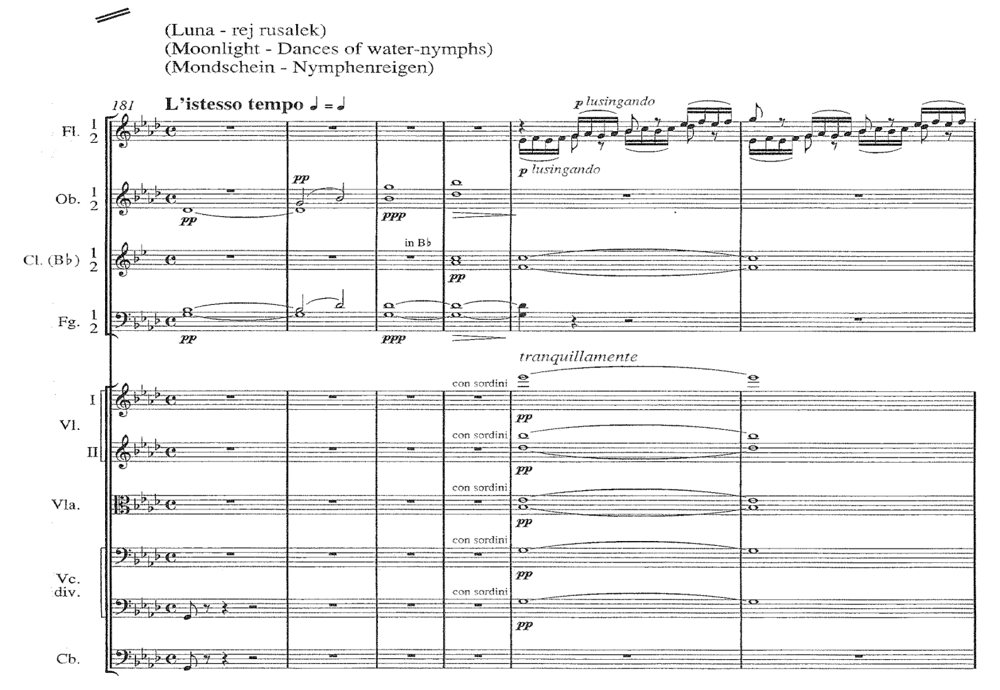 (Luna - rej rusalek)
(Moonlight - Dances of water-nymphs)
(Mondschein - Nymphenreigen)
181 L'istesso tempo ♩ = ♩
p lusingando
Fl. 1 2
p lusingando
pp
Ob. 1 2
pp ppp
in B♭
Cl. (B♭) 1 2
pp
Fg. 1 2
pp ppp
tranquillamente
con sordini
I
pp
Vl.
con sordini
II
pp
con sordini
Vla.
pp
con sordini
pp
Vc.
div.
con sordini
pp
Cb.